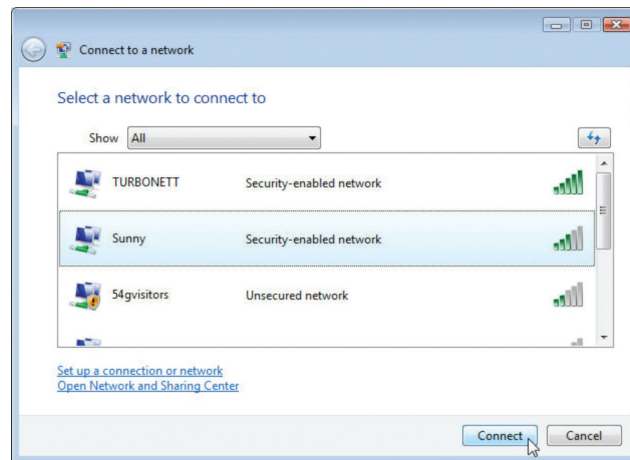 Connect to a network
Select a network to connect to
Show All
TURBONETT Security-enabled network
Sunny Security-enabled network
54gvisitors Unsecured network
Set up a connection or network
Open Network and Sharing Center
Connect Cancel